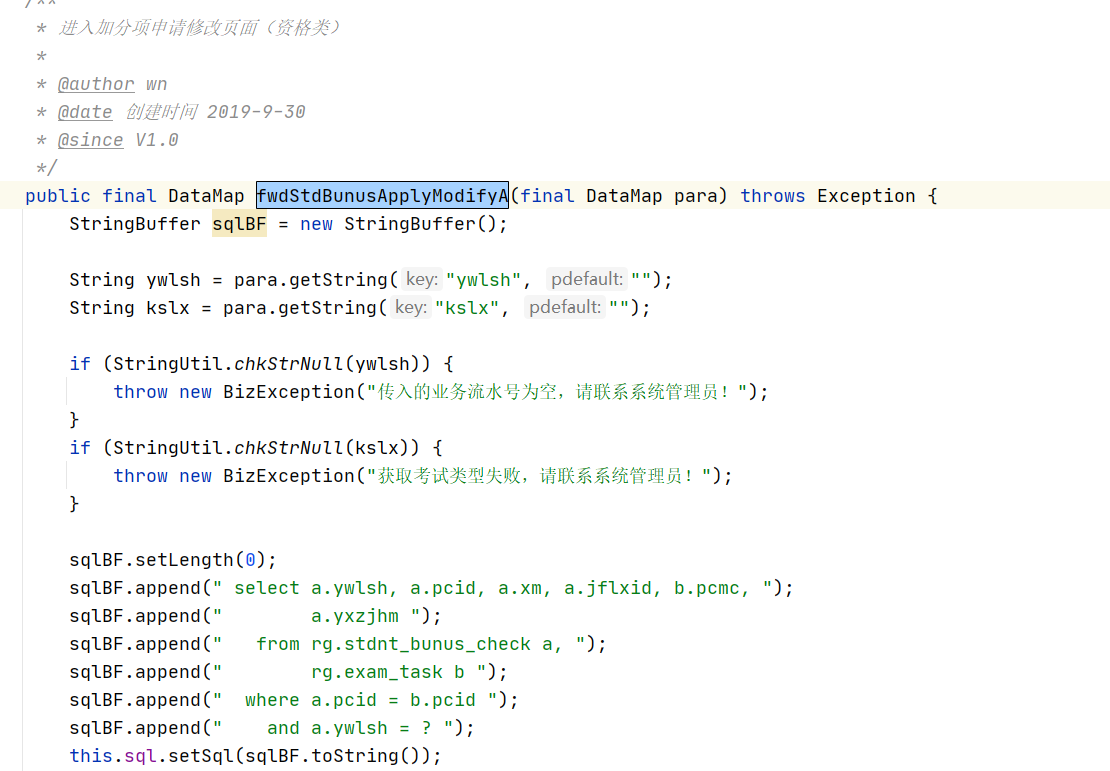 /**
* 进入加分项申请修改页面（资格类）
*
* @author wn
* @date 创建时间 2019-9-30
* @since V1.0
*/
public final DataMap fwdStdBunusApplyModifyA(final DataMap para) throws Exception {
StringBuffer sqlBF = new StringBuffer();
String ywlsh = para.getString( key: "ywlsh", pdefault: "");
String kslx = para.getString( key: "kslx", pdefault: "");
if (StringUtil.chkStrNull(ywlsh)) {
throw new BizException("传入的业务流水号为空，请联系系统管理员！");
}
if (StringUtil.chkStrNull(kslx)) {
throw new BizException("获取考试类型失败，请联系系统管理员！");
}
sqlBF.setLength(0);
sqlBF.append(" select a.ywlsh, a.pcid, a.xm, a.jflxid, b.pcmc, ");
sqlBF.append("        a.yxzjhm ");
sqlBF.append("   from rg.stdnt_bunus_check a, ");
sqlBF.append("        rg.exam_task b ");
sqlBF.append("  where a.pcid = b.pcid ");
sqlBF.append("    and a.ywlsh = ? ");
this.sql.setSql(sqlBF.toString());